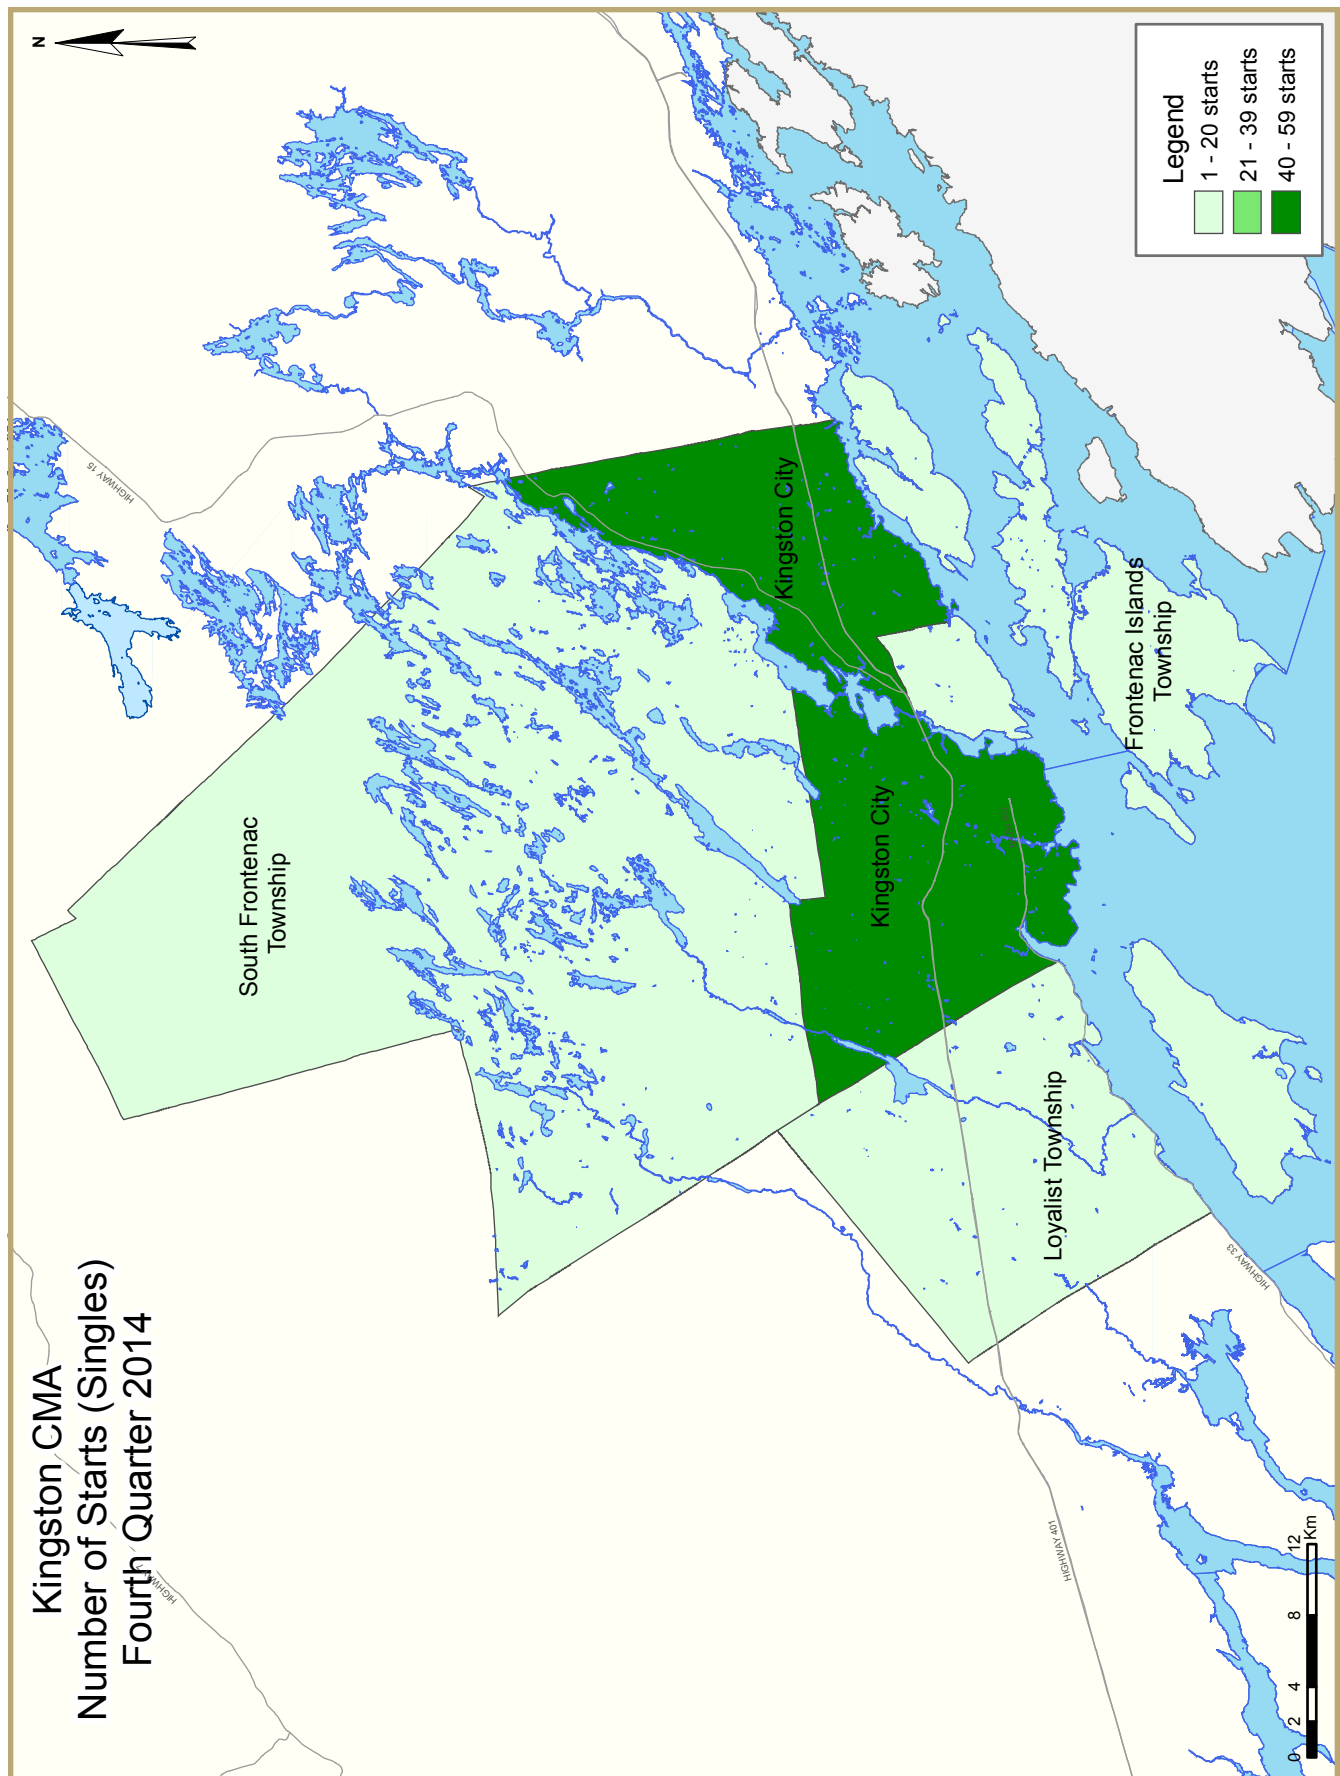 Kingston CMA
Number of Starts (Singles)
Fourth Quarter 2014
N
HIGHWAY
HIGHWAY 15
South Frontenac
Township
Kingston City
Kingston City
Loyalist Township
Frontenac Islands
Township
HIGHWAY 401
HIGHWAY 33
0 2 4 8 12
Km
Legend
1 - 20 starts
21 - 39 starts
40 - 59 starts